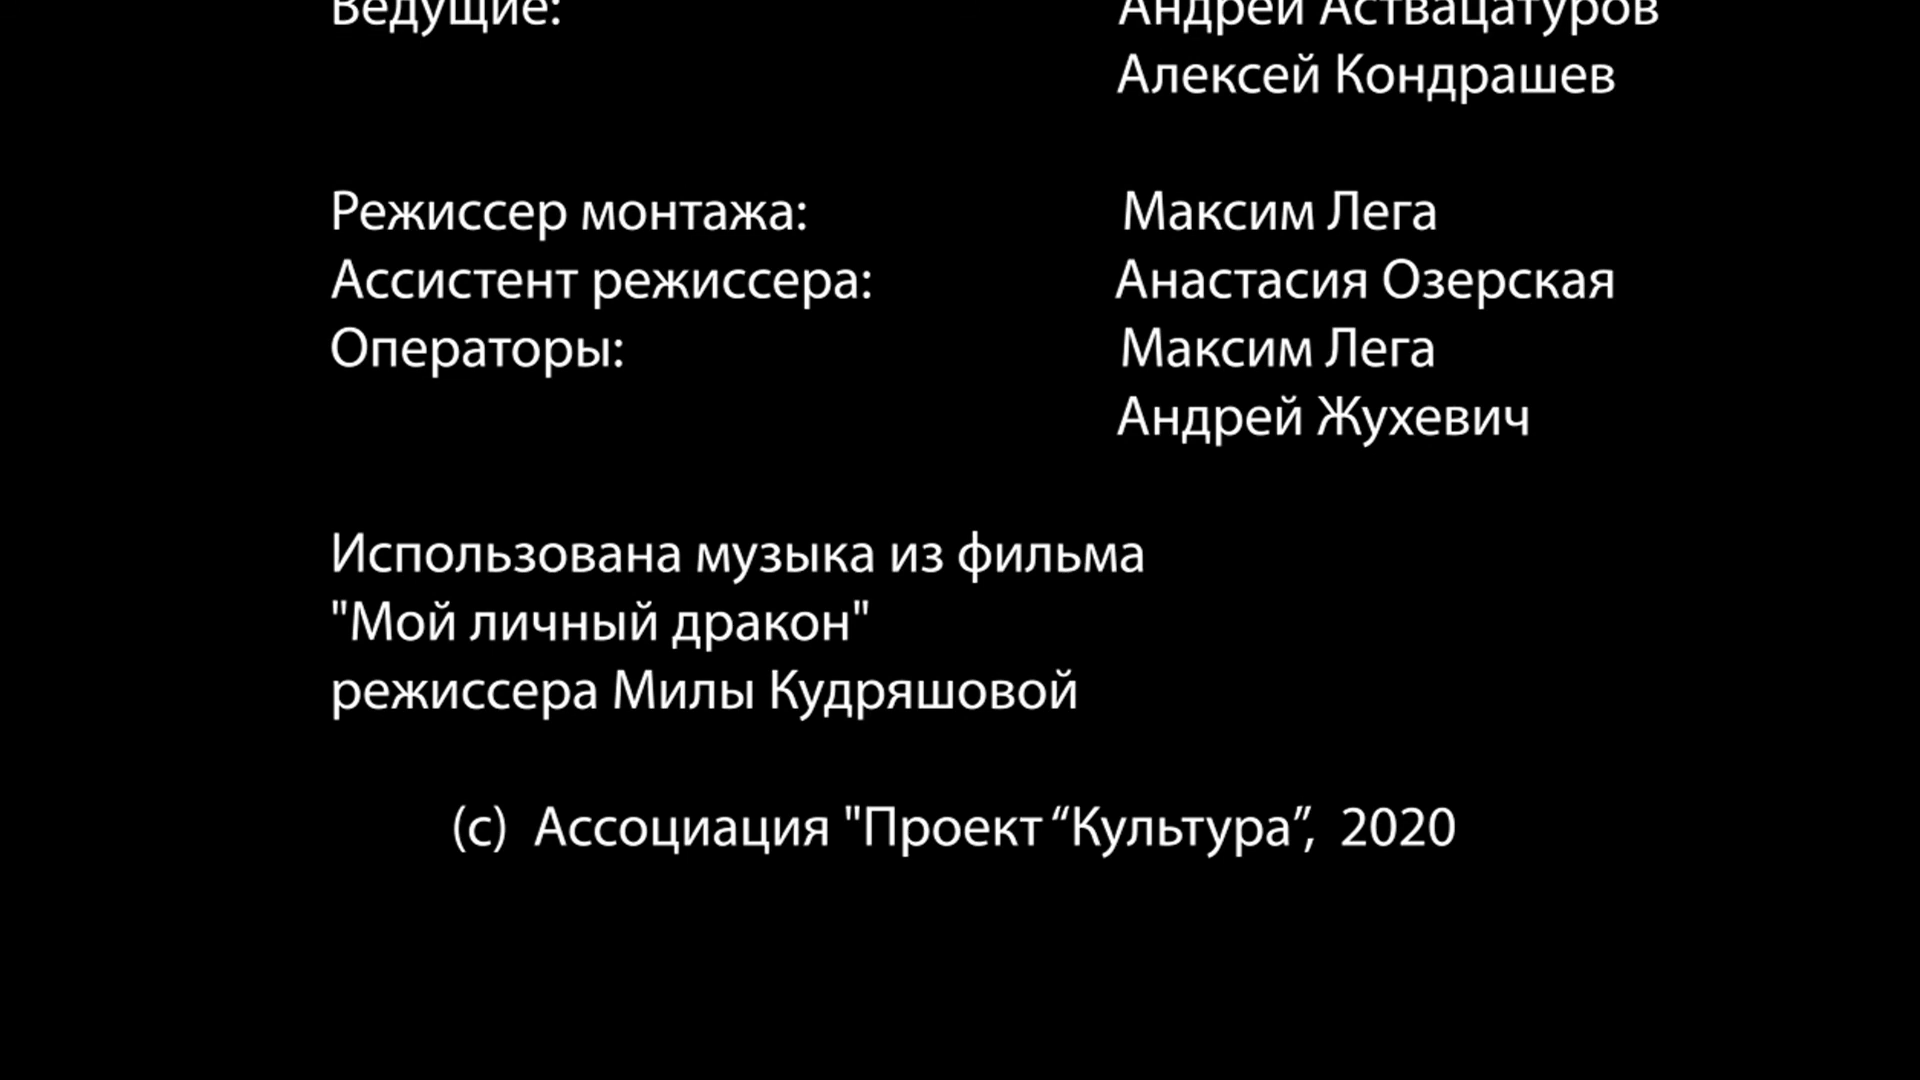 Ведущие: Андрей Аствацатуров
Алексей Кондрашев
Режиссер монтажа: Максим Лега
Ассистент режиссера: Анастасия Озерская
Операторы: Максим Лега
Андрей Жухевич
Использована музыка из фильма
"Мой личный дракон"
режиссера Милы Кудряшовой
(с) Ассоциация "Проект “Культура”, 2020